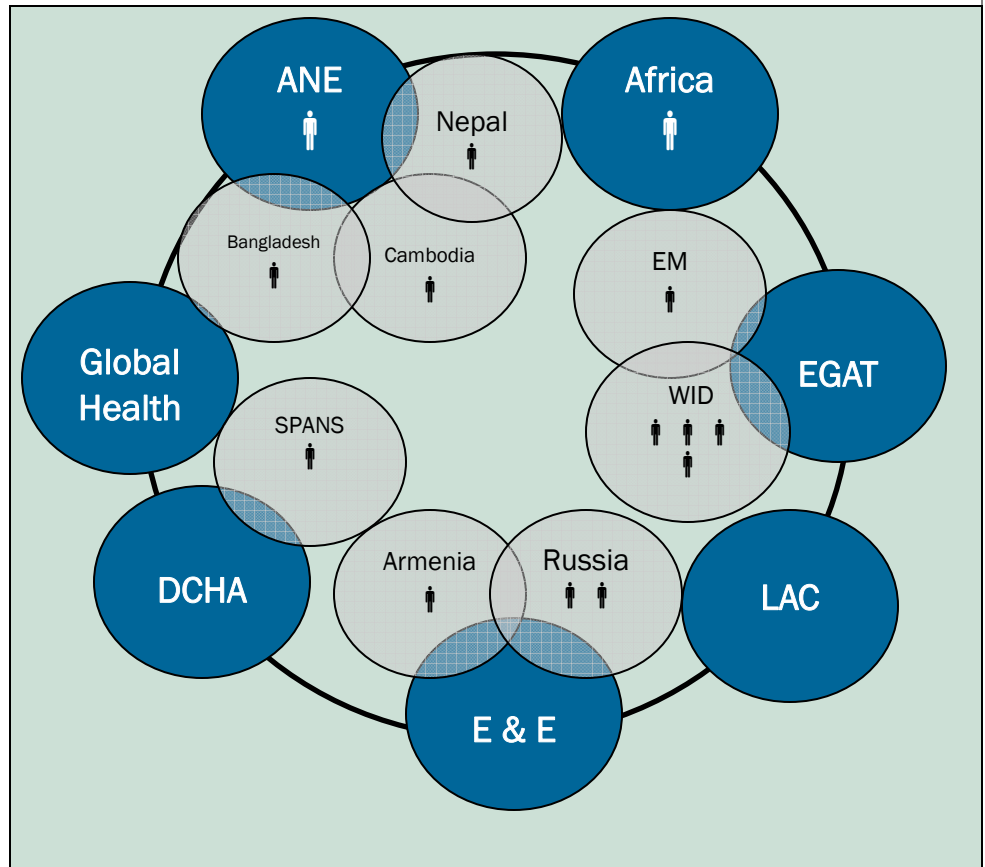 ANE
Africa
Nepal
Bangladesh
Cambodia
EM
Global
Health
EGAT
WID
SPANS
Armenia
Russia
DCHA
LAC
E & E